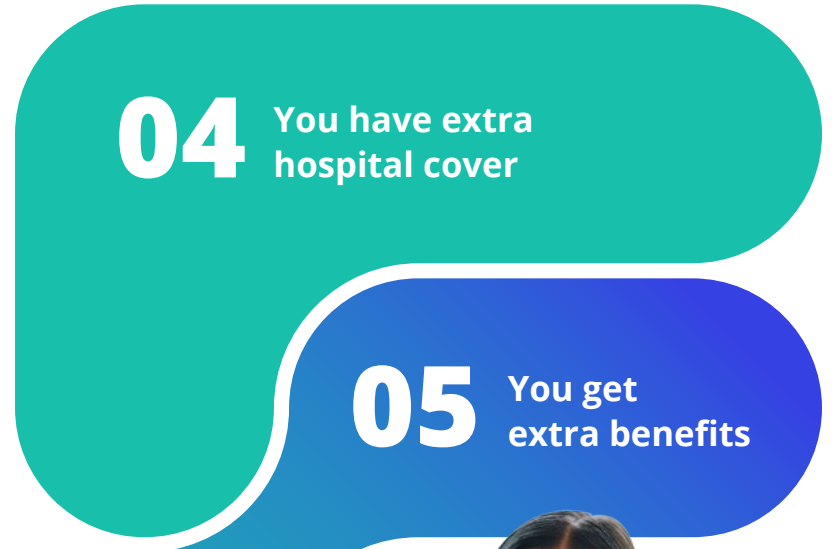 04
You have extra
hospital cover
05
You get
extra benefits